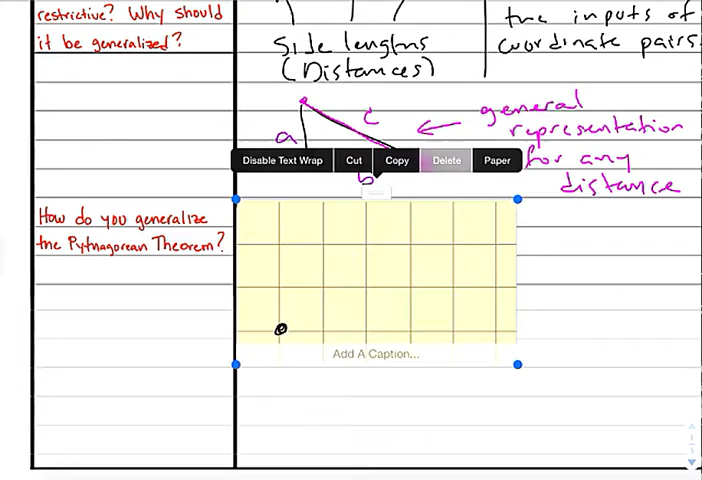 restrictive? Why should
it be generalized?
Side lengths
(Distances)
the inputs of
coordinate pairs.
a
c
b
general
representation
for any
distance
Disable Text Wrap
Cut
Copy
Delete
Paper
How do you generalize
the Pythagorean Theorem?
Add A Caption...